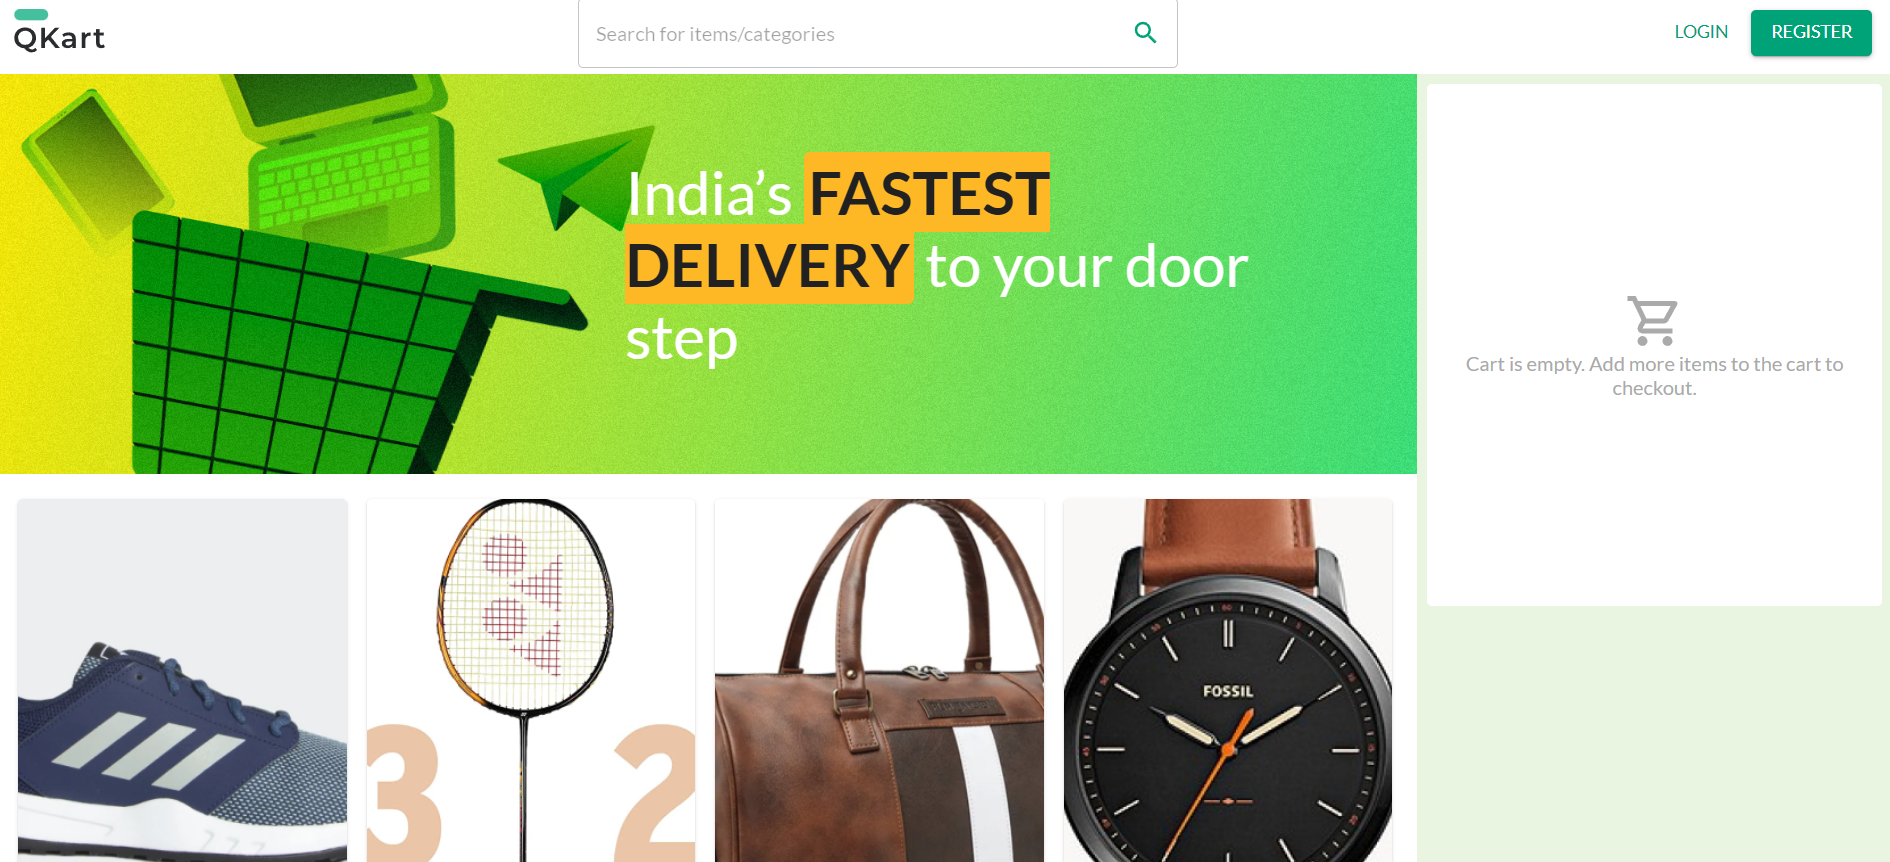 QKart
Search for items/categories
LOGIN
REGISTER
India’s FASTEST
DELIVERY to your door
step
Cart is empty. Add more items to the cart to
checkout.
3 2
FOSSIL